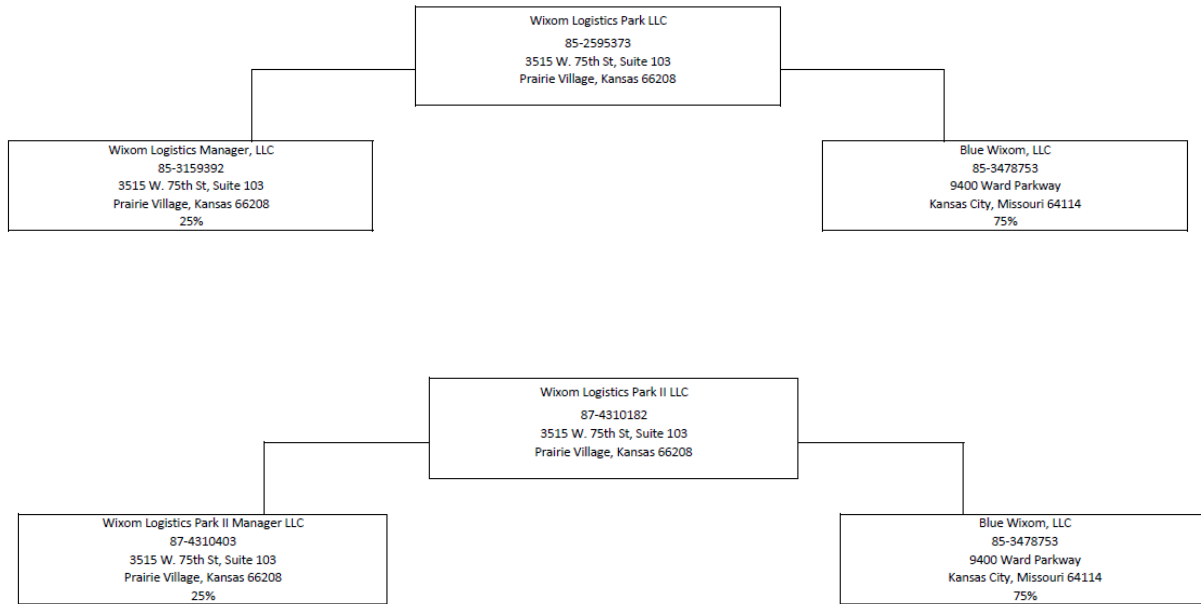 Wixom Logistics Park LLC
85-2595373
3515 W. 75th St, Suite 103
Prairie Village, Kansas 66208
Wixom Logistics Manager, LLC
85-3159392
3515 W. 75th St, Suite 103
Prairie Village, Kansas 66208
25%
Blue Wixom, LLC
85-3478753
9400 Ward Parkway
Kansas City, Missouri 64114
75%
Wixom Logistics Park II LLC
87-4310182
3515 W. 75th St, Suite 103
Prairie Village, Kansas 66208
Wixom Logistics Park II Manager LLC
87-4310403
3515 W. 75th St, Suite 103
Prairie Village, Kansas 66208
25%
Blue Wixom, LLC
85-3478753
9400 Ward Parkway
Kansas City, Missouri 64114
75%